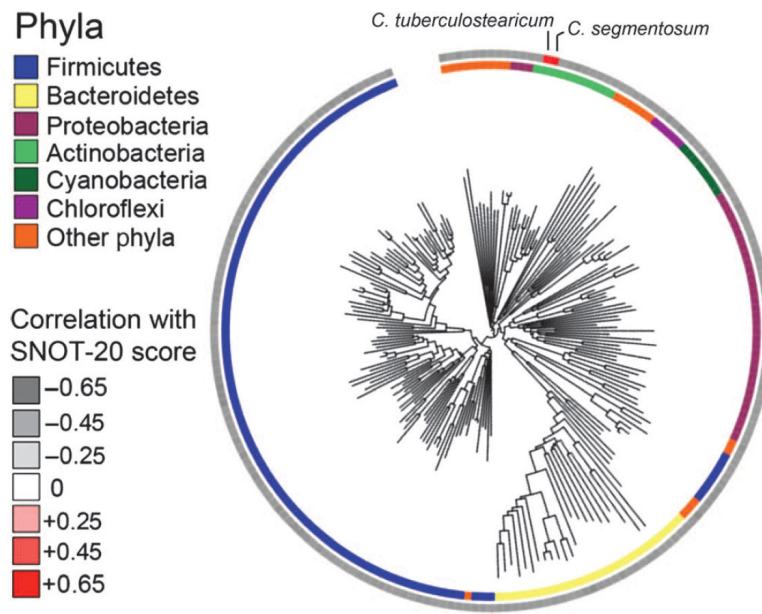 Phyla
Firmicutes
Bacteroidetes
Proteobacteria
Actinobacteria
Cyanobacteria
Chloroflexi
Other phyla
Correlation with
SNOT-20 score
−0.65
−0.45
−0.25
0
+0.25
+0.45
+0.65
C. tuberculostearicum
C. segmentosum